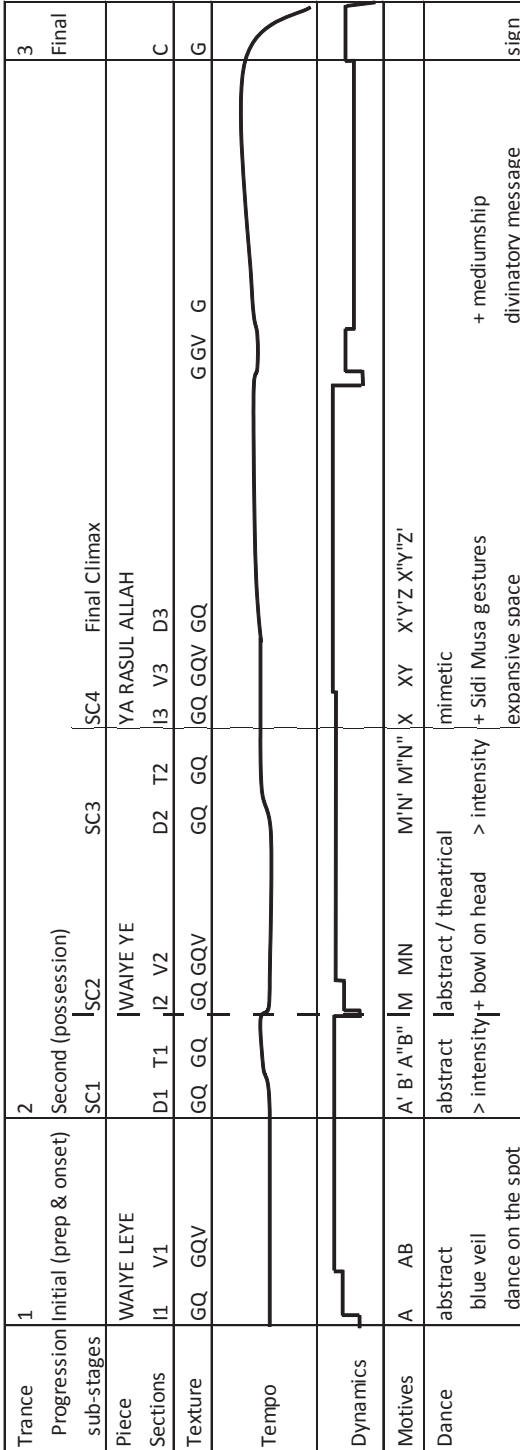 Trance 1 2 3
Progression Initial (prep & onset) Second (possession) Final
sub-stages SC1 SC2 SC3 SC4 Final Climax
Piece WAIYE LEYE WAIYE YE YA RASUL ALLAH
Sections I1 V1 D1 T1 I2 V2 D2 T2 I3 V3 D3 C
Texture GQ GQV GQ GQ GQ GQV GQ GQ GQ GQV GQ G GV G G
Tempo
Dynamics
Motives A AB A' B' A"B" M MN M'N' M"N" X XY X'Y'Z X"Y"Z'
Dance abstract abstract abstract / theatrical mimetic
blue veil > intensity + bowl on head > intensity + Sidi Musa gestures + mediumship
dance on the spot expansive space divinatory message sign